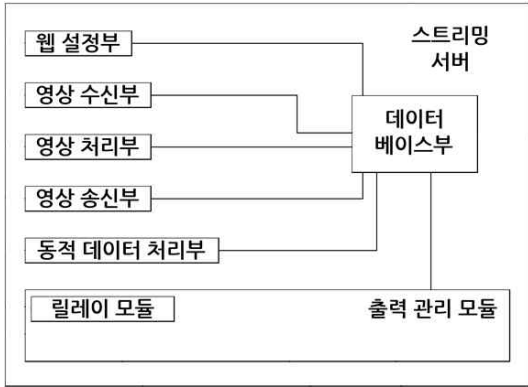 웹 설정부
스트리밍
서버
영상 수신부
데이터
베이스부
영상 처리부
영상 송신부
동적 데이터 처리부
릴레이 모듈
출력 관리 모듈